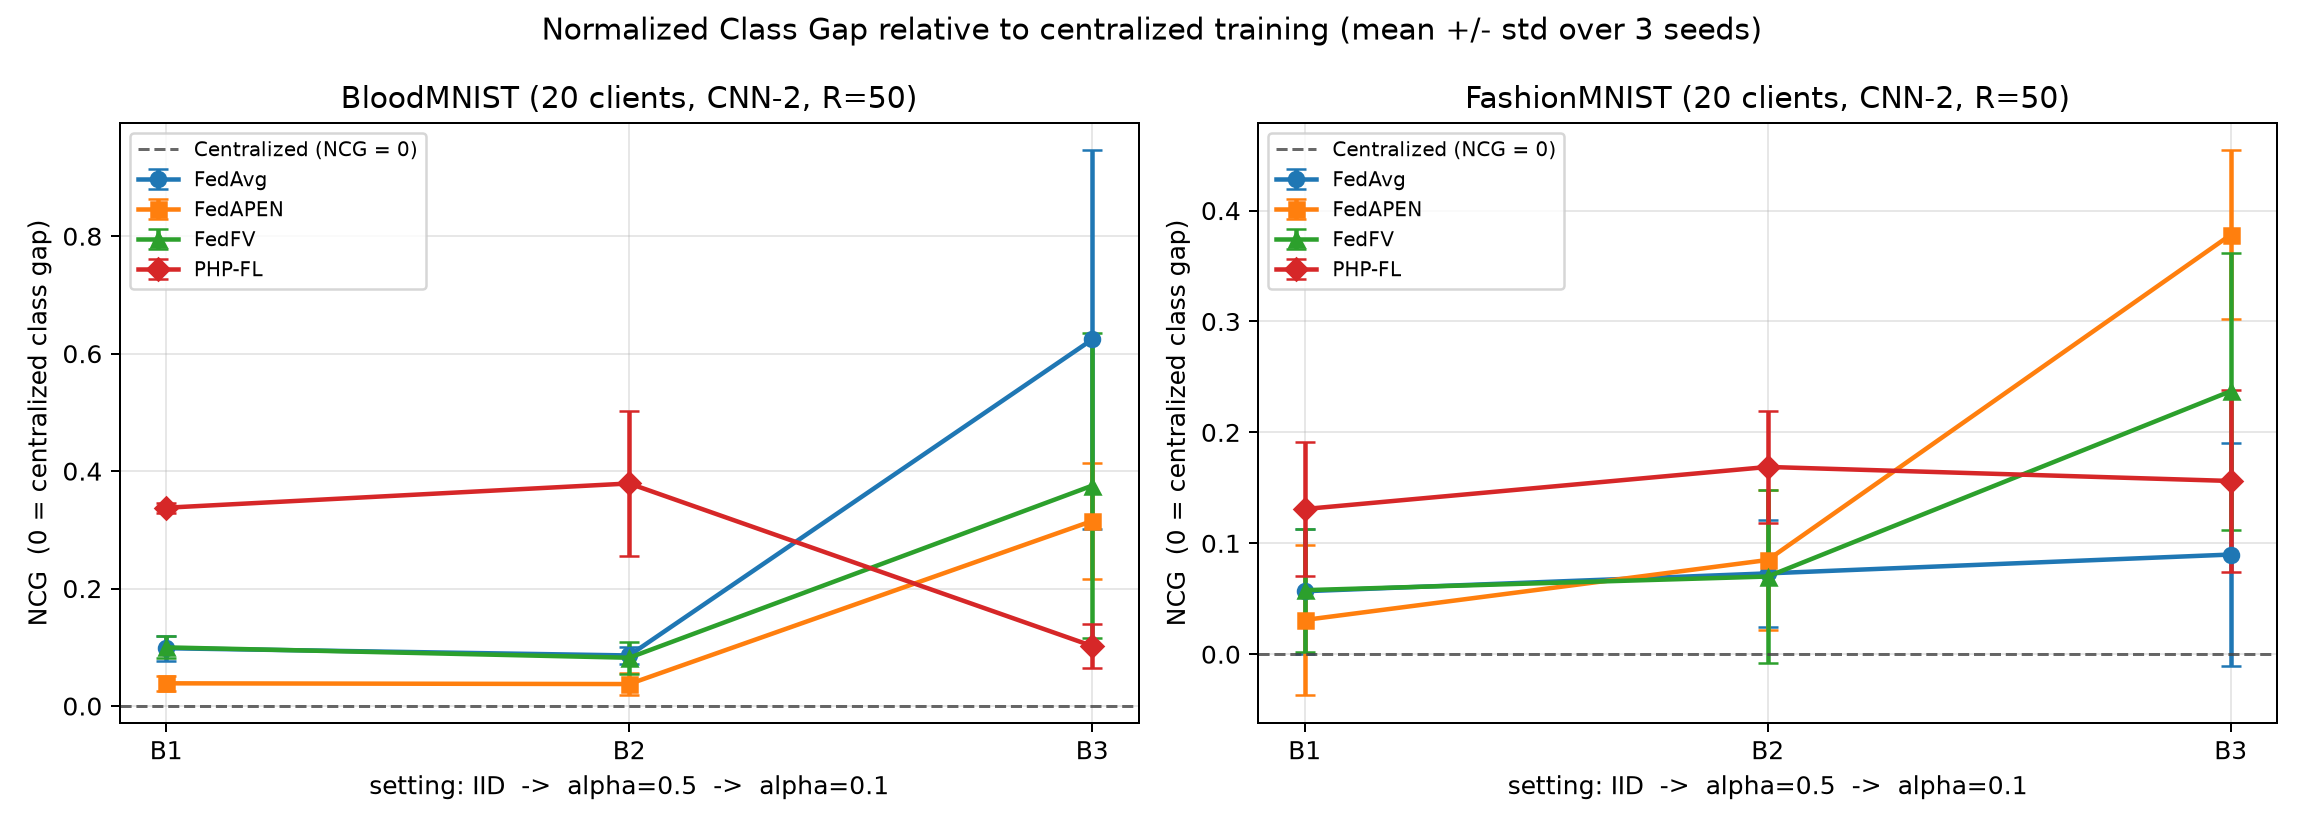 Normalized Class Gap relative to centralized training (mean +/- std over 3 seeds)
BloodMNIST (20 clients, CNN-2, R=50)
NCG  (0 = centralized class gap)
0.8
0.6
0.4
0.2
0.0
Centralized (NCG = 0)
FedAvg
FedAPEN
FedFV
PHP-FL
B1
B2
B3
setting: IID  ->  alpha=0.5  ->  alpha=0.1
FashionMNIST (20 clients, CNN-2, R=50)
NCG  (0 = centralized class gap)
0.4
0.3
0.2
0.1
0.0
Centralized (NCG = 0)
FedAvg
FedAPEN
FedFV
PHP-FL
B1
B2
B3
setting: IID  ->  alpha=0.5  ->  alpha=0.1